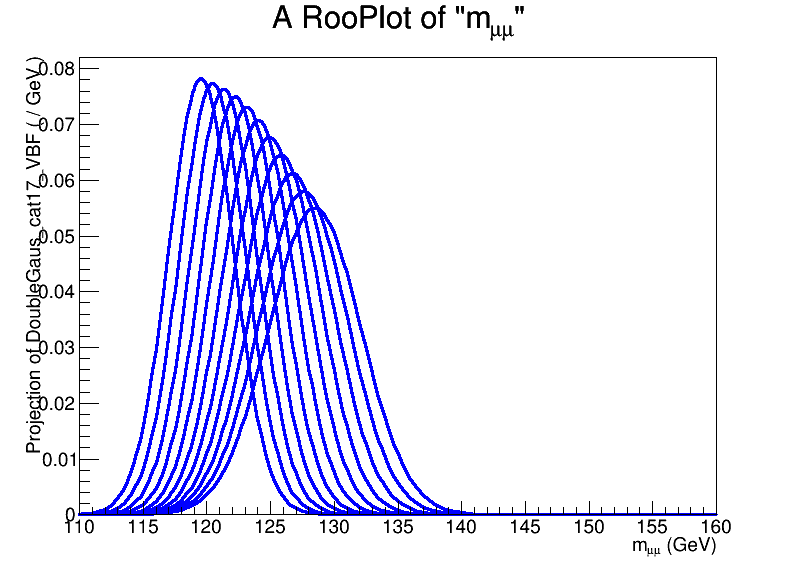 A RooPlot of "mμμ"
Projection of DoubleGaus_cat17_VBF ( / GeV )
0.08
0.07
0.06
0.05
0.04
0.03
0.02
0.01
0
110 115 120 125 130 135 140 145 150 155 160
mμμ (GeV)